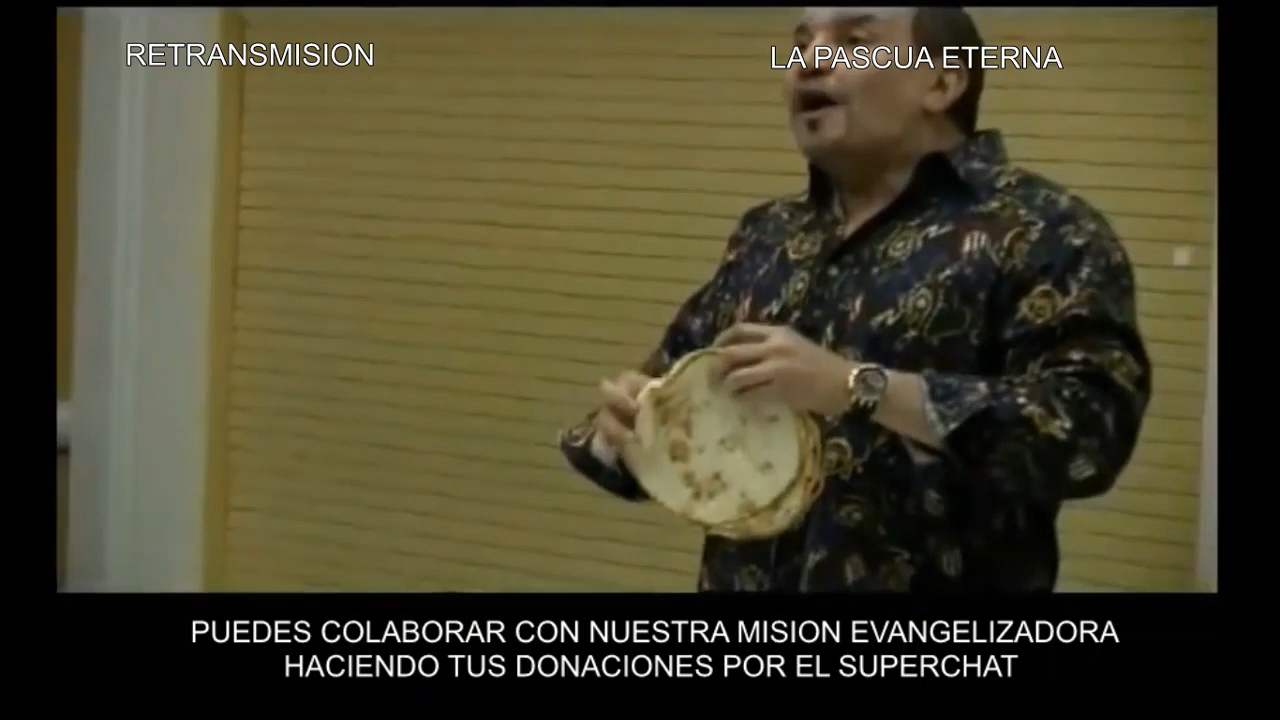 RETRANSMISION
LA PASCUA ETERNA
PUEDES COLABORAR CON NUESTRA MISION EVANGELIZADORA
HACIENDO TUS DONACIONES POR EL SUPERCHAT